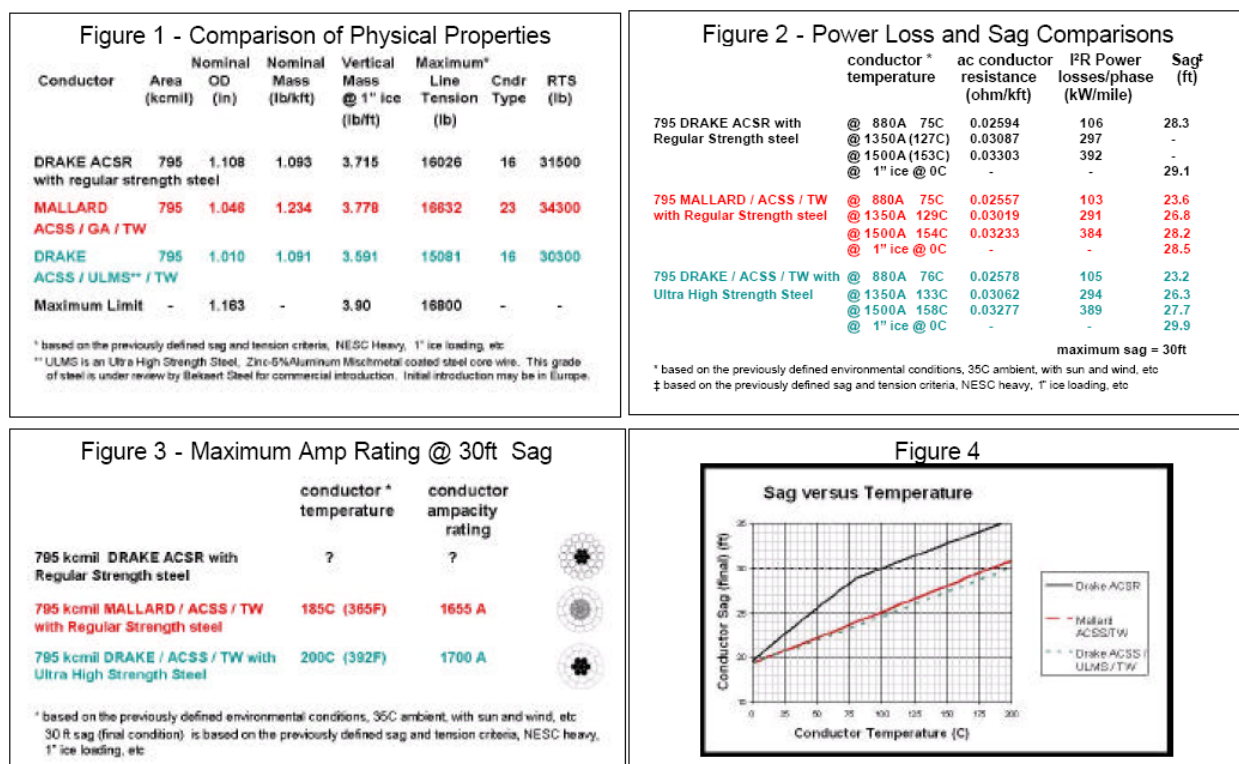 Figure 1 - Comparison of Physical Properties
Conductor Area (kcmil) Nominal OD (in) Nominal Mass (lb/kft) Vertical Mass @ 1" ice (lb/ft) Maximum* Line Tension (lb) Cndr Type RTS (lb)
DRAKE ACSR 795 1.108 1.093 3.715 16026 16 31500
with regular strength steel
MALLARD 795 1.046 1.234 3.778 16632 23 34300
ACSS / GA / TW
DRAKE 795 1.010 1.091 3.591 15081 16 30300
ACSS / ULMS** / TW
Maximum Limit - 1.163 - 3.90 16800 - -
* based on the previously defined sag and tension criteria, NESC Heavy, 1" ice loading, etc
** ULMS is an Ultra High Strength Steel, Zinc-5%Aluminum Mischmetal coated steel core wire. This grade
of steel is under review by Bekaert Steel for commercial introduction. Initial introduction may be in Europe.
Figure 2 - Power Loss and Sag Comparisons
conductor * temperature ac conductor resistance (ohm/kft) I²R Power losses/phase (kW/mile) Sag‡ (ft)
795 DRAKE ACSR with @ 880A 75C 0.02594 106 28.3
Regular Strength steel @ 1350A (127C) 0.03087 297 -
@ 1500A (153C) 0.03303 392 -
@ 1" ice @ 0C - - 29.1
795 MALLARD / ACSS / TW @ 880A 75C 0.02557 103 23.6
with Regular Strength steel @ 1350A 129C 0.03019 291 26.8
@ 1500A 154C 0.03233 384 28.2
@ 1" ice @ 0C - - 28.5
795 DRAKE / ACSS / TW with @ 880A 76C 0.02578 105 23.2
Ultra High Strength Steel @ 1350A 133C 0.03062 294 26.3
@ 1500A 158C 0.03277 389 27.7
@ 1" ice @ 0C - - 29.9
maximum sag = 30ft
* based on the previously defined environmental conditions, 35C ambient, with sun and wind, etc
‡ based on the previously defined sag and tension criteria, NESC heavy, 1" ice loading, etc
Figure 3 - Maximum Amp Rating @ 30ft Sag
conductor * temperature conductor ampacity rating
795 kcmil DRAKE ACSR with ? ?
Regular Strength steel
795 kcmil MALLARD / ACSS / TW 185C (365F) 1655 A
with Regular Strength steel
795 kcmil DRAKE / ACSS / TW with 200C (392F) 1700 A
Ultra High Strength Steel
* based on the previously defined environmental conditions, 35C ambient, with sun and wind, etc
30 ft sag (final condition) is based on the previously defined sag and tension criteria, NESC heavy,
1" ice loading, etc
Figure 4
Sag versus Temperature
Conductor Sag (final) (ft)
35
30
25
20
15
0 25 50 75 100 125 150 175 200
Conductor Temperature (C)
Drake ACSR
Mallard
ACSS/TW
Drake ACSS /
ULMS / TW